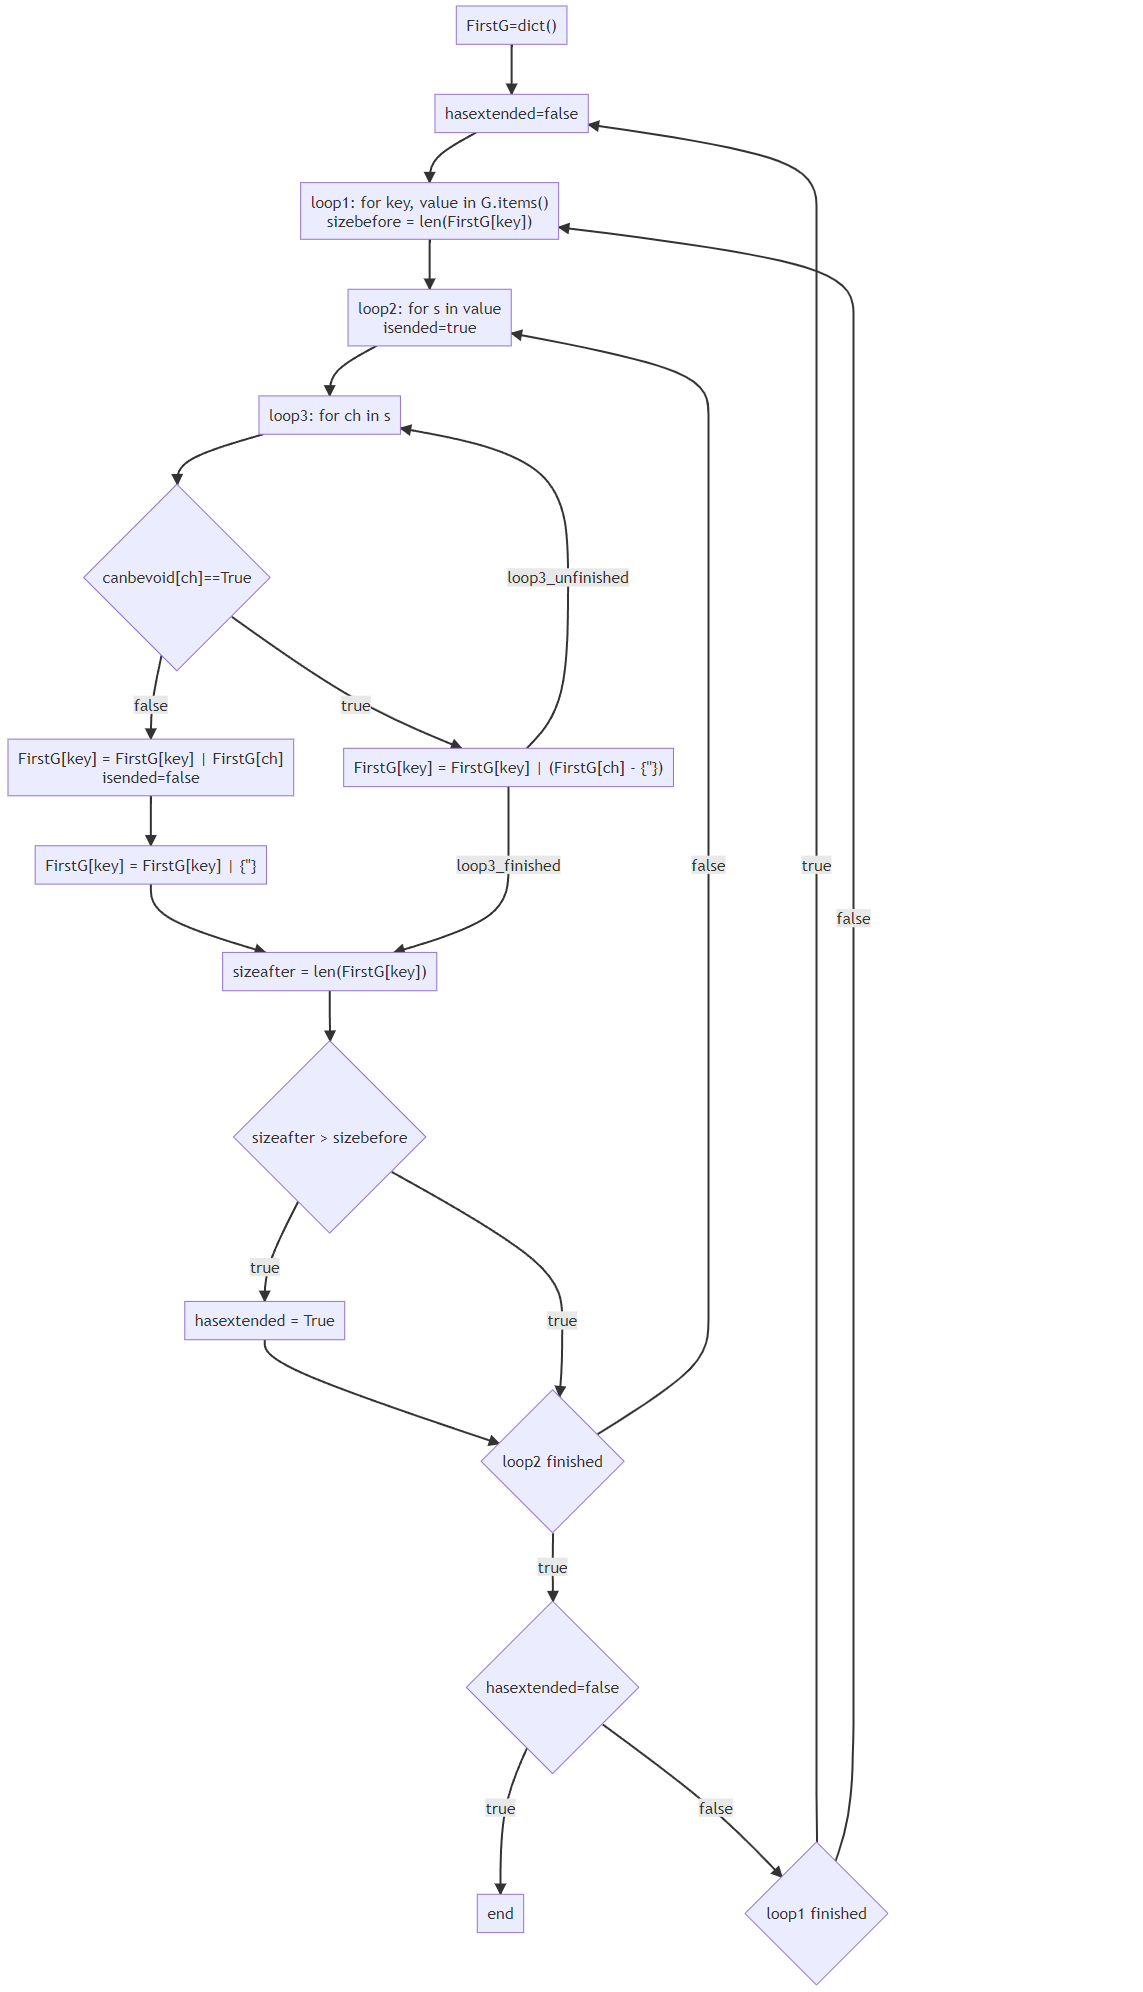 FirstG=dict()
hasextended=false
loop1: for key, value in G.items()
sizebefore = len(FirstG[key])
loop2: for s in value
isended=true
loop3: for ch in s
canbevoid[ch]==True
loop3_unfinished
false
true
FirstG[key] = FirstG[key] | FirstG[ch]
isended=false
FirstG[key] = FirstG[key] | (FirstG[ch] - {''})
FirstG[key] = FirstG[key] | {''}
loop3_finished
false
true
false
sizeafter = len(FirstG[key])
sizeafter > sizebefore
true
hasextended = True
true
loop2 finished
true
hasextended=false
true
false
end
loop1 finished